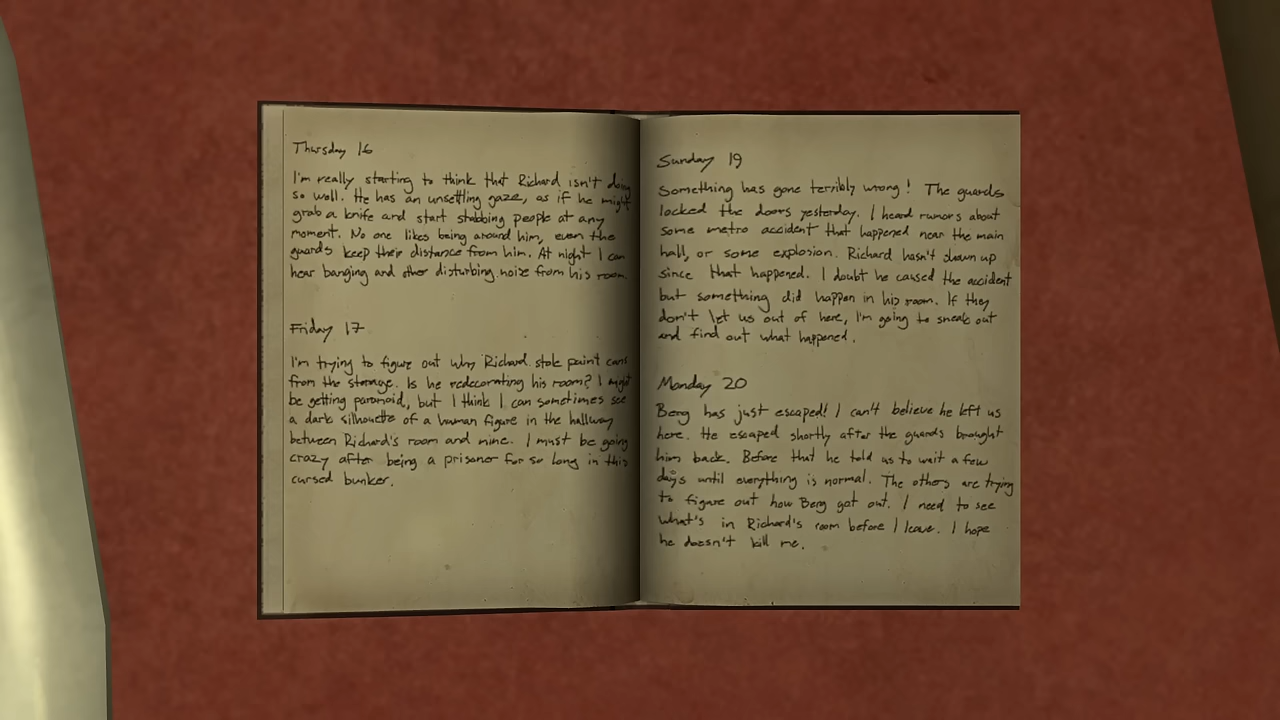 Thursday 16
I'm really starting to think that Richard isn't doing
so well. He has an unsettling gaze, as if he might
grab a knife and start stabbing people at any
moment. No one likes being around him, even the
guards keep their distance from him. At night I can
hear banging and other disturbing noise from his room.
Friday 17
I'm trying to figure out why Richard stole paint cans
from the storage. Is he redecorating his room? I might
be getting paranoid, but I think I can sometimes see
a dark silhouette of a human figure in the hallway
between Richard's room and mine. I must be going
crazy after being a prisoner for so long in this
cursed bunker.
Sunday 19
Something has gone terribly wrong! The guards
locked the doors yesterday. I heard rumors about
some metro accident that happened near the main
hall, or some explosion. Richard hasn't shown up
since that happened. I doubt he caused the accident
but something did happen in his room. If they
don't let us out of here, I'm going to sneak out
and find out what happened.
Monday 20
Berg has just escaped! I can't believe he left us
here. He escaped shortly after the guards brought
him back. Before that he told us to wait a few
days until everything is normal. The others are trying
to figure out how Berg got out. I need to see
what's in Richard's room before I leave. I hope
he doesn't kill me.